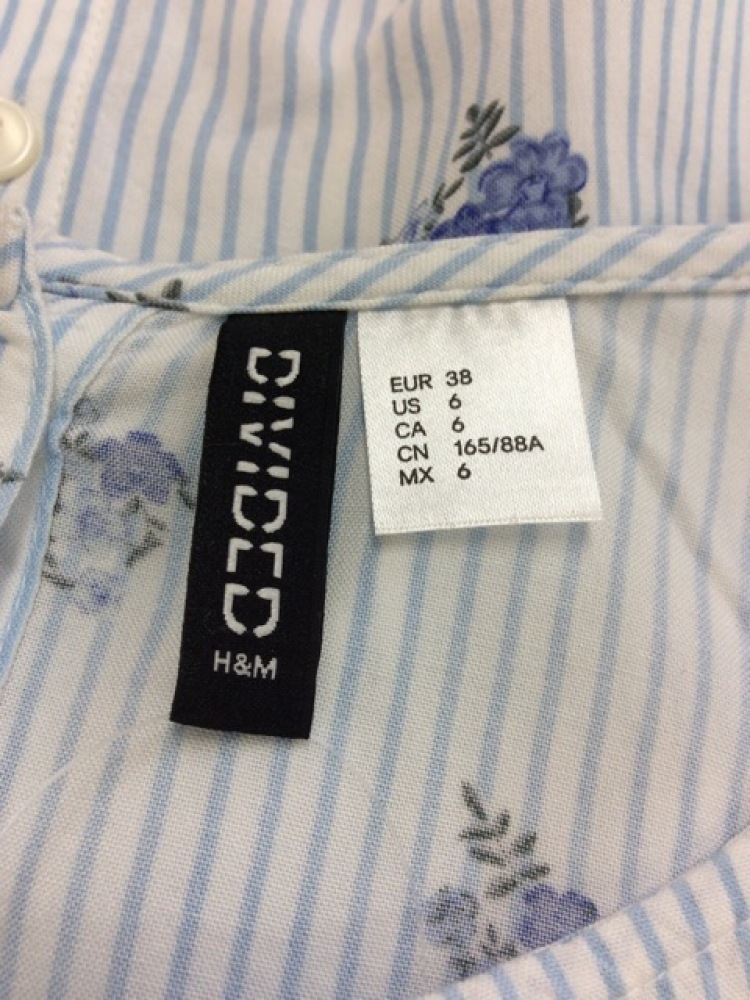 DIVIDED
H&M
EUR 38
US 6
CA 6
CN 165/88A
MX 6